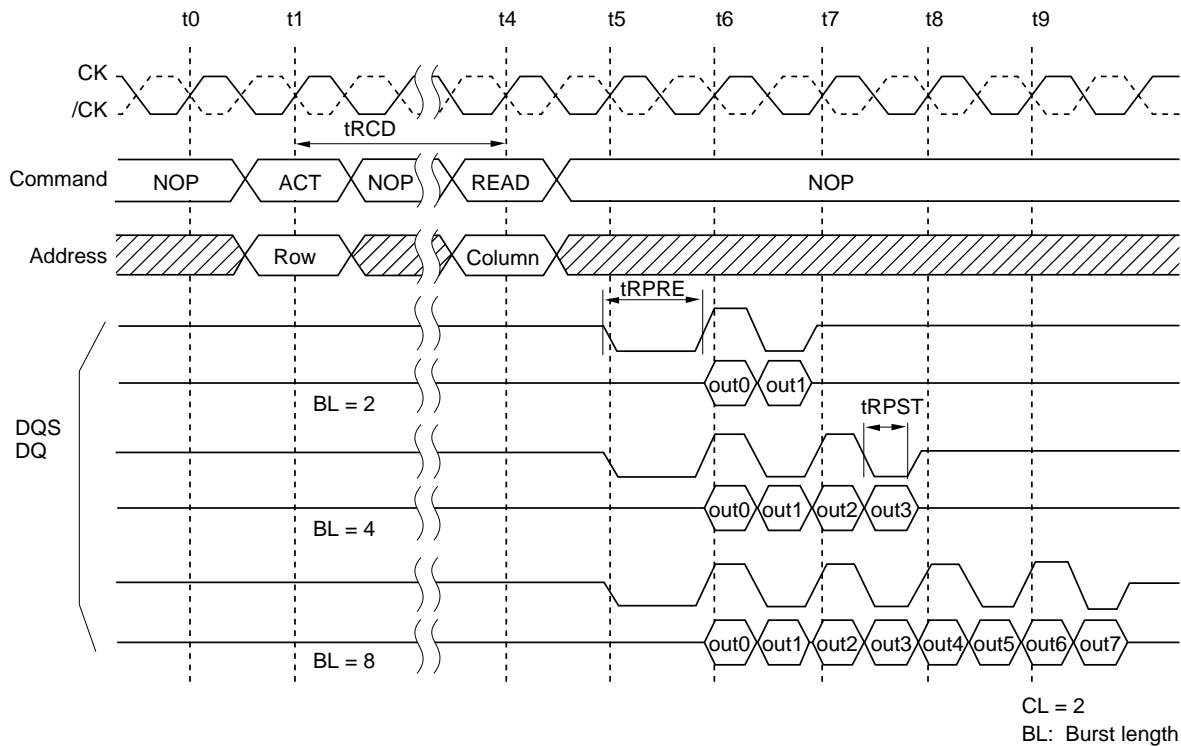 t0 t1 t4 t5 t6 t7 t8 t9
CK
/CK
tRCD
Command NOP ACT NOP READ NOP
Address Row Column
tRPRE
out0 out1
BL = 2
tRPST
DQS
DQ
out0 out1 out2 out3
BL = 4
out0 out1 out2 out3 out4 out5 out6 out7
BL = 8
CL = 2
BL: Burst length